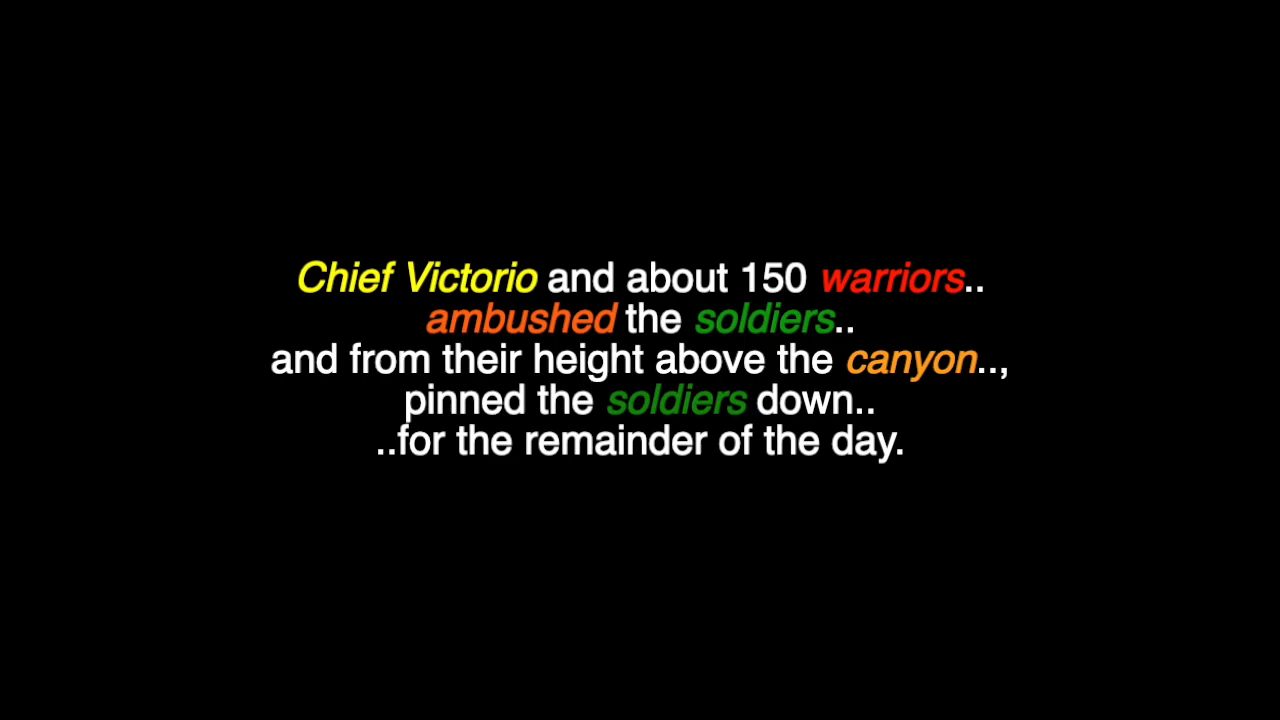 Chief Victorio and about 150 warriors..
ambushed the soldiers..
and from their height above the canyon..,
pinned the soldiers down..
..for the remainder of the day.